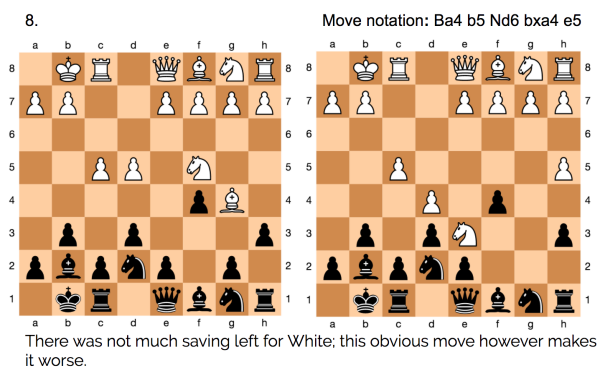 8. Move notation: Ba4 b5 Nd6 bxa4 e5
a b c d e f g h a b c d e f g h
8 8 8 8
7 7 7 7
6 6 6 6
5 5 5 5
4 4 4 4
3 3 3 3
2 2 2 2
1 1 1 1
a b c d e f g h a b c d e f g h
There was not much saving left for White; this obvious move however makes
it worse.